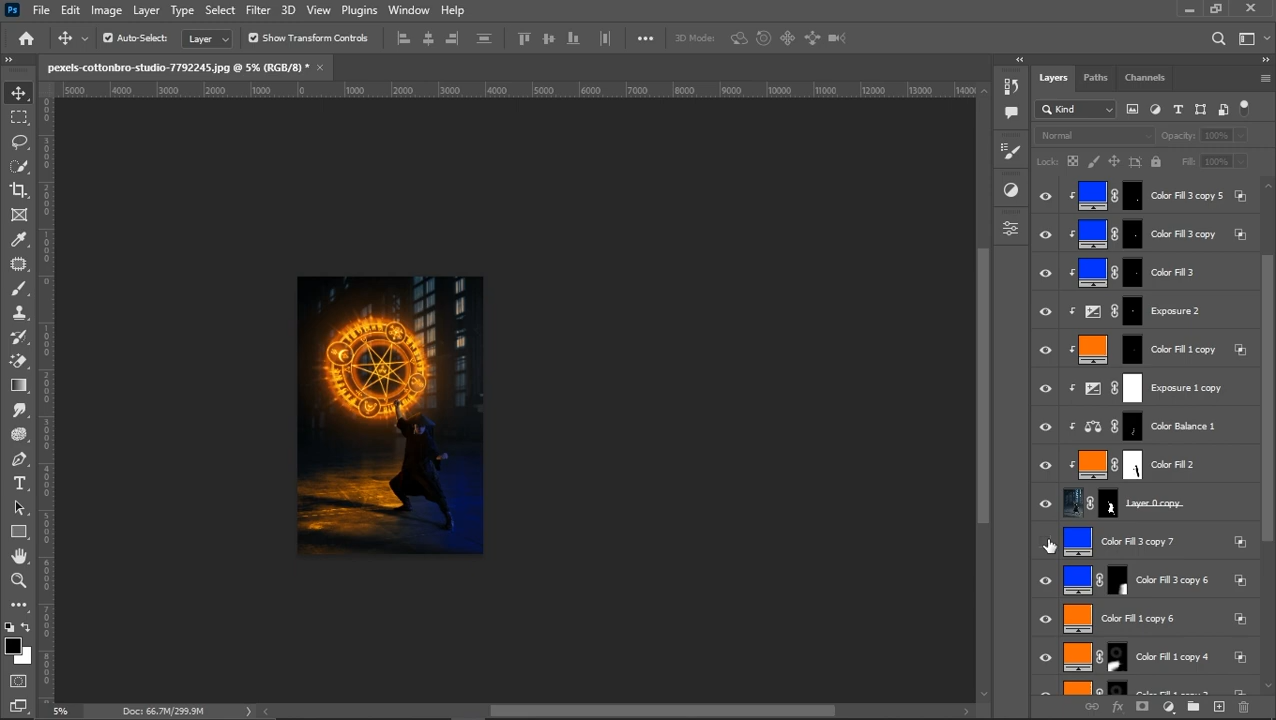 Ps File Edit Image Layer Type Select Filter 3D View Plugins Window Help
Auto-Select: Layer Show Transform Controls 3D Mode:
pexels-cottonbro-studio-7792245.jpg @ 5% (RGB/8) *
5000 4000 3000 2000 1000 0 1000 2000 3000 4000 5000 6000 7000 8000 9000 10000 11000 12000 13000 14000
Layers Paths Channels
Kind
Normal Opacity: 100%
Lock: Fill: 100%
Color Fill 3 copy 5
Color Fill 3 copy
Color Fill 3
Exposure 2
Color Fill 1 copy
Exposure 1 copy
Color Balance 1
Color Fill 2
Layer 0 copy
Color Fill 3 copy 7
Color Fill 3 copy 6
Color Fill 1 copy 6
Color Fill 1 copy 4
5% Doc: 66.7M/299.9M